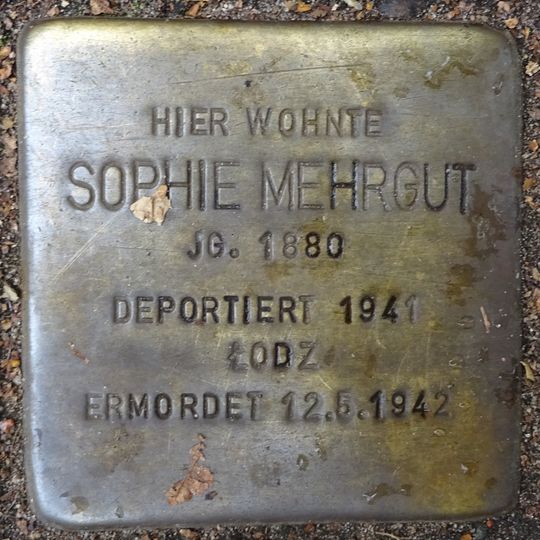 HIER WOHNTE
SOPHIE MEHRGUT
JG. 1880
DEPORTIERT 1941
ŁODZ
ERMORDET 12.5.1942